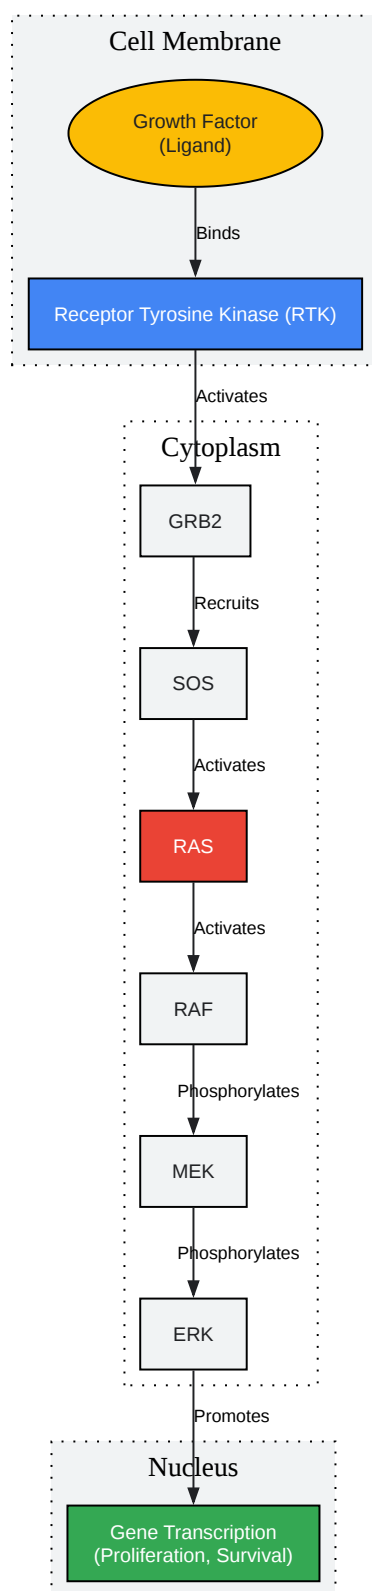 Cell Membrane
Growth Factor
(Ligand)
Binds
Receptor Tyrosine Kinase (RTK)
Activates
Cytoplasm
GRB2
Recruits
SOS
Activates
RAS
Activates
RAF
Phosphorylates
MEK
Phosphorylates
ERK
Promotes
Nucleus
Gene Transcription
(Proliferation, Survival)